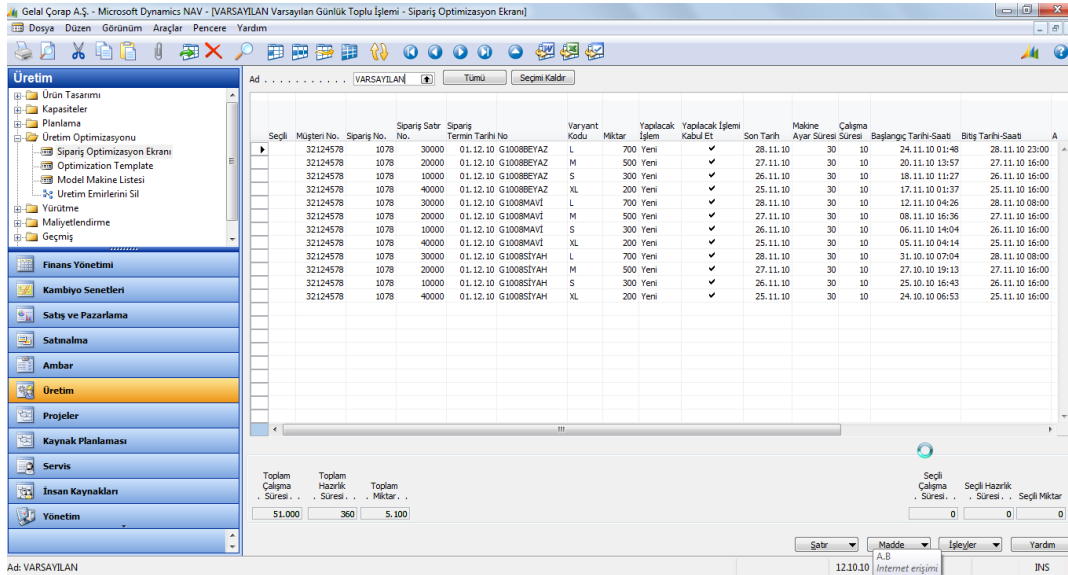 Gelal Çorap A.Ş. - Microsoft Dynamics NAV - [VARSAYILAN Varsayılan Günlük Toplu İşlemi - Sipariş Optimizasyon Ekranı]
Dosya Düzen Görünüm Araçlar Pencere Yardım
Üretim
Ürün Tasarımı
Kapasiteler
Planlama
Üretim Optimizasyonu
Sipariş Optimizasyon Ekranı
Optimization Template
Model Makine Listesi
Uretim Emirlerini Sil
Yürütme
Maliyetlendirme
Geçmiş
Finans Yönetimi
Kambiyo Senetleri
Satış ve Pazarlama
Satınalma
Ambar
Üretim
Projeler
Kaynak Planlaması
Servis
İnsan Kaynakları
Yönetim
Ad . . . . . . . . . . . VARSAYILAN Tümü Seçimi Kaldır
Sipariş Satır Sipariş Varyant Yapılacak Yapılacak İşlemi Makine Çalışma
Seçili Müşteri No. Sipariş No. No. Termin Tarihi No Kodu Miktar İşlem Kabul Et Son Tarih Ayar Süresi Süresi Başlangıç Tarihi-Saati Bitiş Tarihi-Saati A
32124578 1078 30000 01.12.10 G1008BEYAZ L 700 Yeni ✔ 28.11.10 30 10 24.11.10 01:48 28.11.10 23:00
32124578 1078 20000 01.12.10 G1008BEYAZ M 500 Yeni ✔ 27.11.10 30 10 20.11.10 13:57 27.11.10 16:00
32124578 1078 10000 01.12.10 G1008BEYAZ S 300 Yeni ✔ 26.11.10 30 10 18.11.10 11:27 26.11.10 16:00
32124578 1078 40000 01.12.10 G1008BEYAZ XL 200 Yeni ✔ 25.11.10 30 10 17.11.10 01:37 25.11.10 16:00
32124578 1078 30000 01.12.10 G1008MAVİ L 700 Yeni ✔ 28.11.10 30 10 12.11.10 04:26 28.11.10 08:00
32124578 1078 20000 01.12.10 G1008MAVİ M 500 Yeni ✔ 27.11.10 30 10 08.11.10 16:36 27.11.10 16:00
32124578 1078 10000 01.12.10 G1008MAVİ S 300 Yeni ✔ 26.11.10 30 10 06.11.10 14:04 26.11.10 16:00
32124578 1078 40000 01.12.10 G1008MAVİ XL 200 Yeni ✔ 25.11.10 30 10 05.11.10 04:14 25.11.10 16:00
32124578 1078 30000 01.12.10 G1008SİYAH L 700 Yeni ✔ 28.11.10 30 10 31.10.10 07:04 28.11.10 08:00
32124578 1078 20000 01.12.10 G1008SİYAH M 500 Yeni ✔ 27.11.10 30 10 27.10.10 19:13 27.11.10 16:00
32124578 1078 10000 01.12.10 G1008SİYAH S 300 Yeni ✔ 26.11.10 30 10 25.10.10 16:43 26.11.10 16:00
32124578 1078 40000 01.12.10 G1008SİYAH XL 200 Yeni ✔ 25.11.10 30 10 24.10.10 06:53 25.11.10 16:00
Toplam Toplam Seçili
Çalışma Hazırlık Toplam Çalışma Seçili Hazırlık
. Süresi. . . Süresi. . . Miktar. . . Süresi. . . Süresi. . Seçili Miktar
51.000 360 5.100 0 0 0
Satır Madde İşlevler Yardım
A.B
Ad: VARSAYILAN 12.10.10 Internet erişimi INS